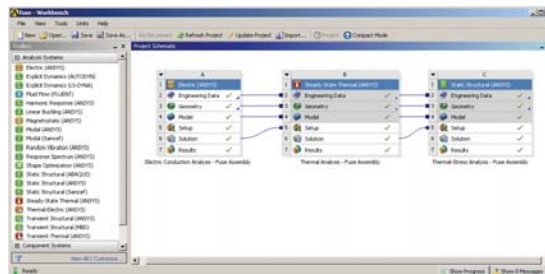 Fuse - Workbench
File View Tools Units Help
New Open... Save Save As... Reconnect Refresh Project Update Project Import... Project Compact Mode
Toolbox
Project Schematic
Analysis Systems
Electric (ANSYS)
Explicit Dynamics (AUTODYN)
Explicit Dynamics (LS-DYNA)
Fluid Flow (FLUENT)
Harmonic Response (ANSYS)
Linear Buckling (ANSYS)
Magnetostatic (ANSYS)
Modal (ANSYS)
Modal (Samcef)
Random Vibration (ANSYS)
Response Spectrum (ANSYS)
Shape Optimization (ANSYS)
Static Structural (ABAQUS)
Static Structural (ANSYS)
Static Structural (Samcef)
Steady-State Thermal (ANSYS)
Thermal-Electric (ANSYS)
Transient Structural (ANSYS)
Transient Structural (MBD)
Transient Thermal (ANSYS)
Component Systems
View All / Customize...
A
1 Electric (ANSYS)
2 Engineering Data
3 Geometry
4 Model
5 Setup
6 Solution
7 Results
Electric Conduction Analysis - Fuse Assembly
B
1 Steady-State Thermal (ANSYS)
2 Engineering Data
3 Geometry
4 Model
5 Setup
6 Solution
7 Results
Thermal Analysis - Fuse Assembly
C
1 Static Structural (ANSYS)
2 Engineering Data
3 Geometry
4 Model
5 Setup
6 Solution
7 Results
Thermal-Stress Analysis - Fuse Assembly
Ready
Show Progress Show 0 Messages